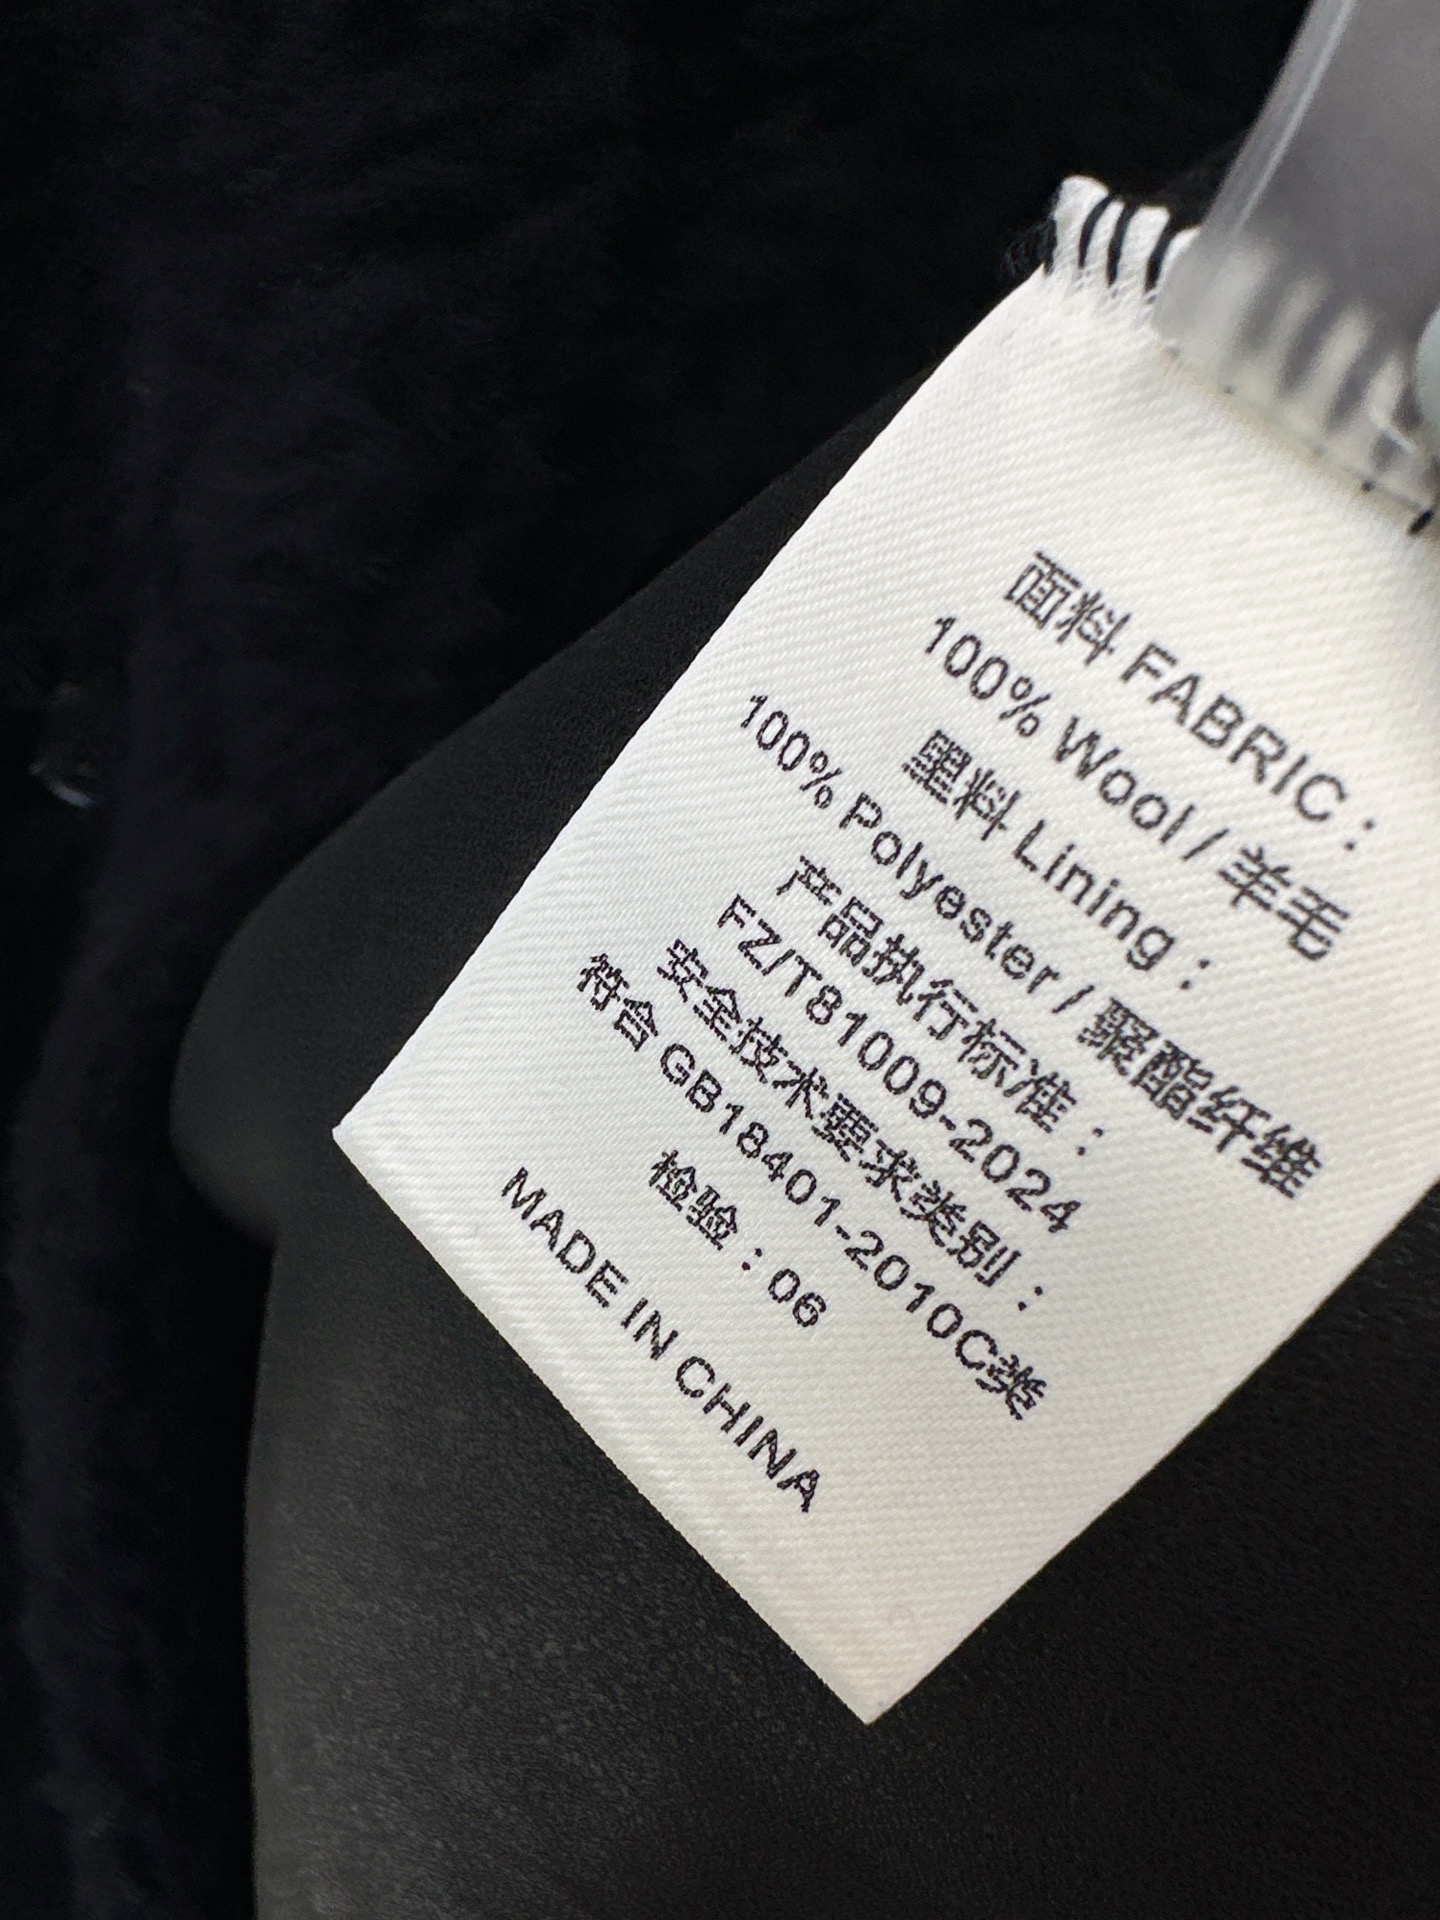 面料 FABRIC：
100% Wool / 羊毛
里料 Lining：
100% Polyester / 聚酯纤维
产品执行标准：
FZ/T81009-2024
安全技术要求类别：
符合 GB18401-2010C类
检验：06
MADE IN CHINA